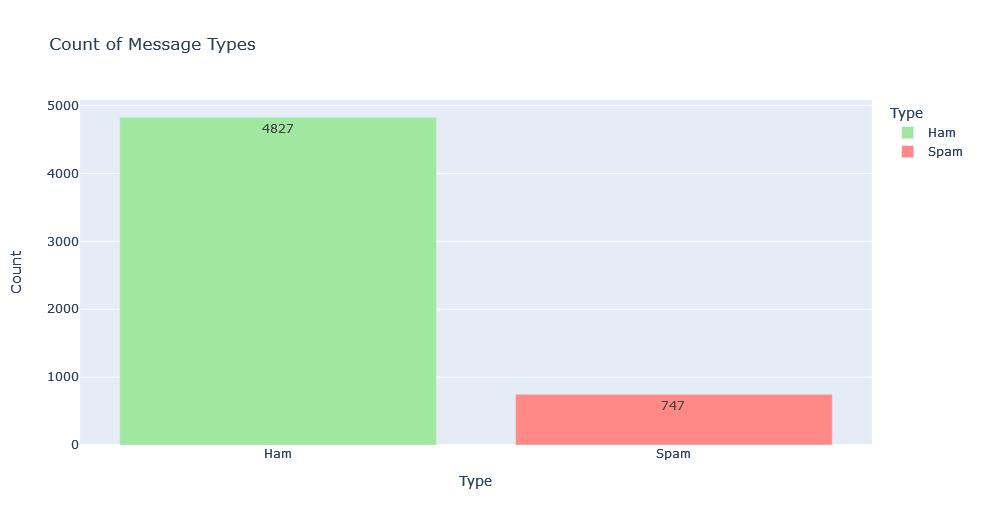 Count of Message Types
5000
4000
3000
2000
1000
0
Count
4827
747
Ham
Spam
Type
Type
Ham
Spam